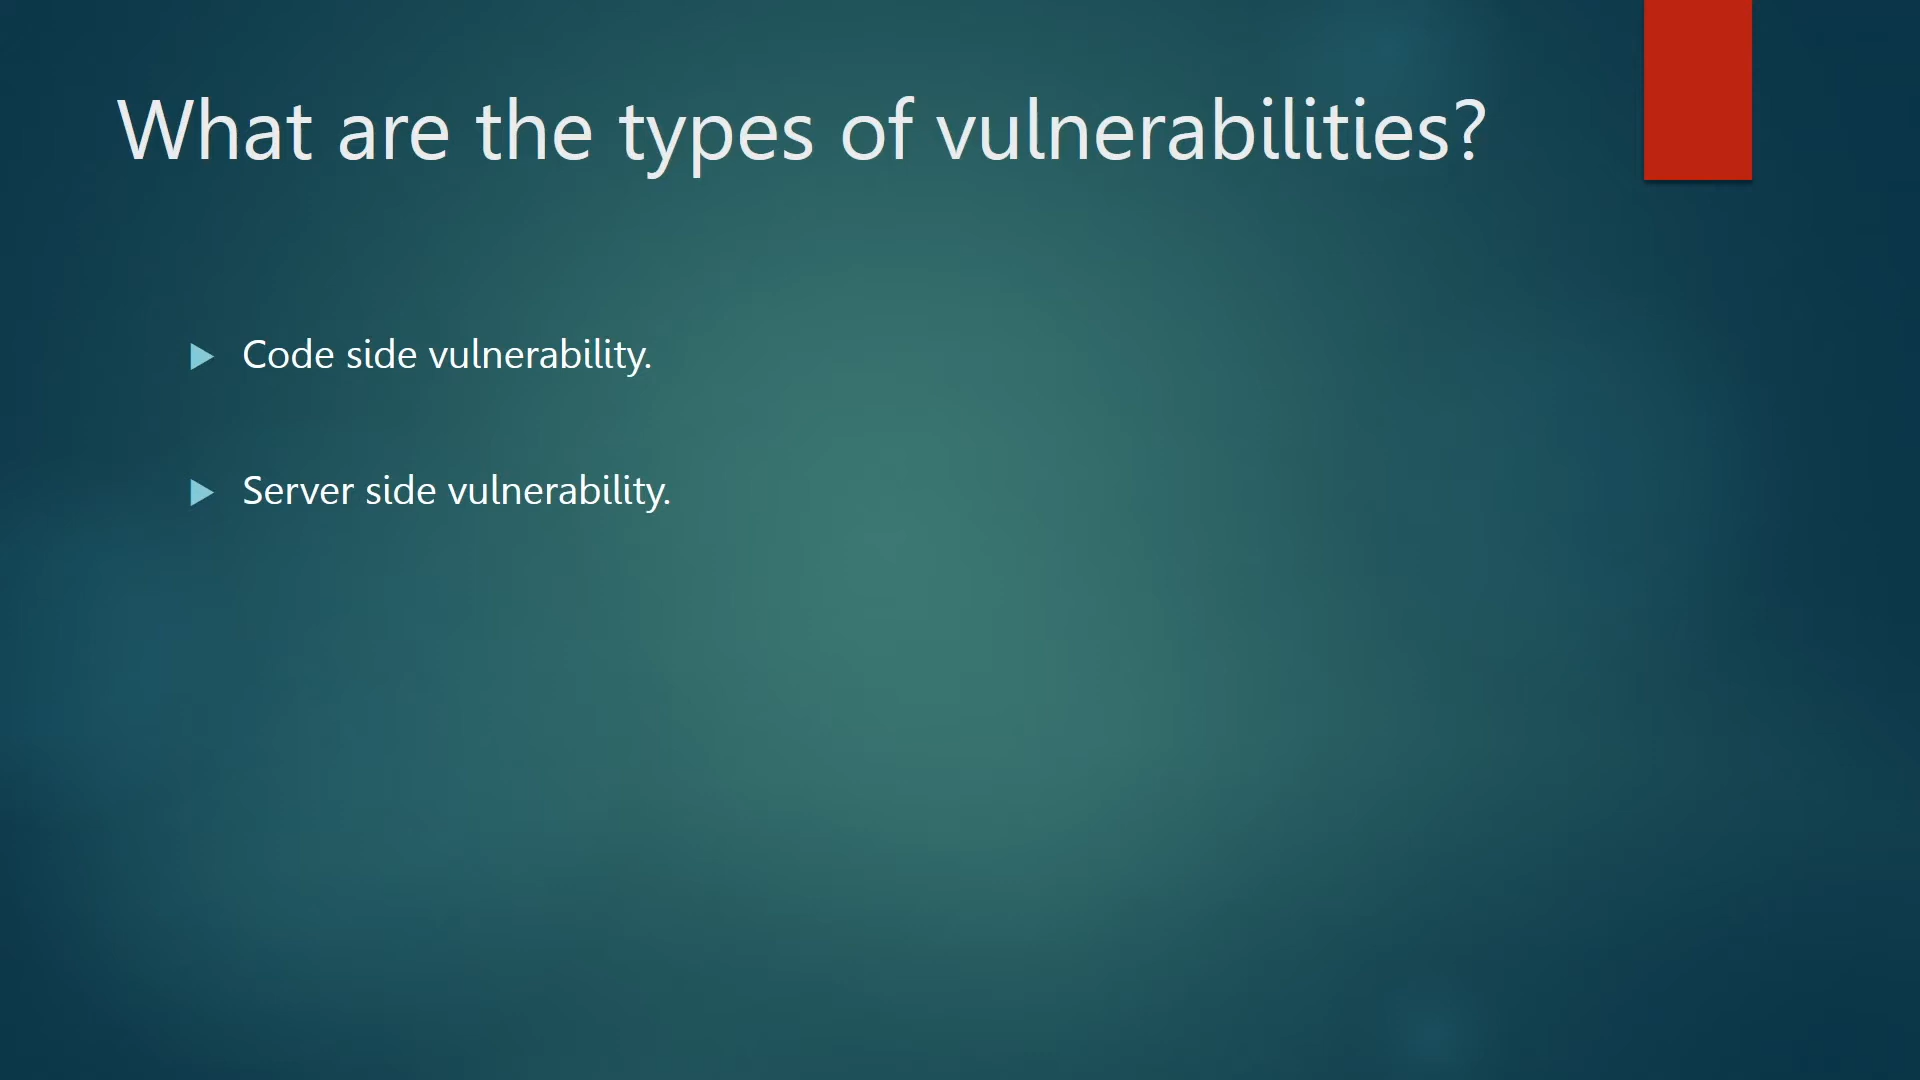 What are the types of vulnerabilities?
Code side vulnerability.
Server side vulnerability.